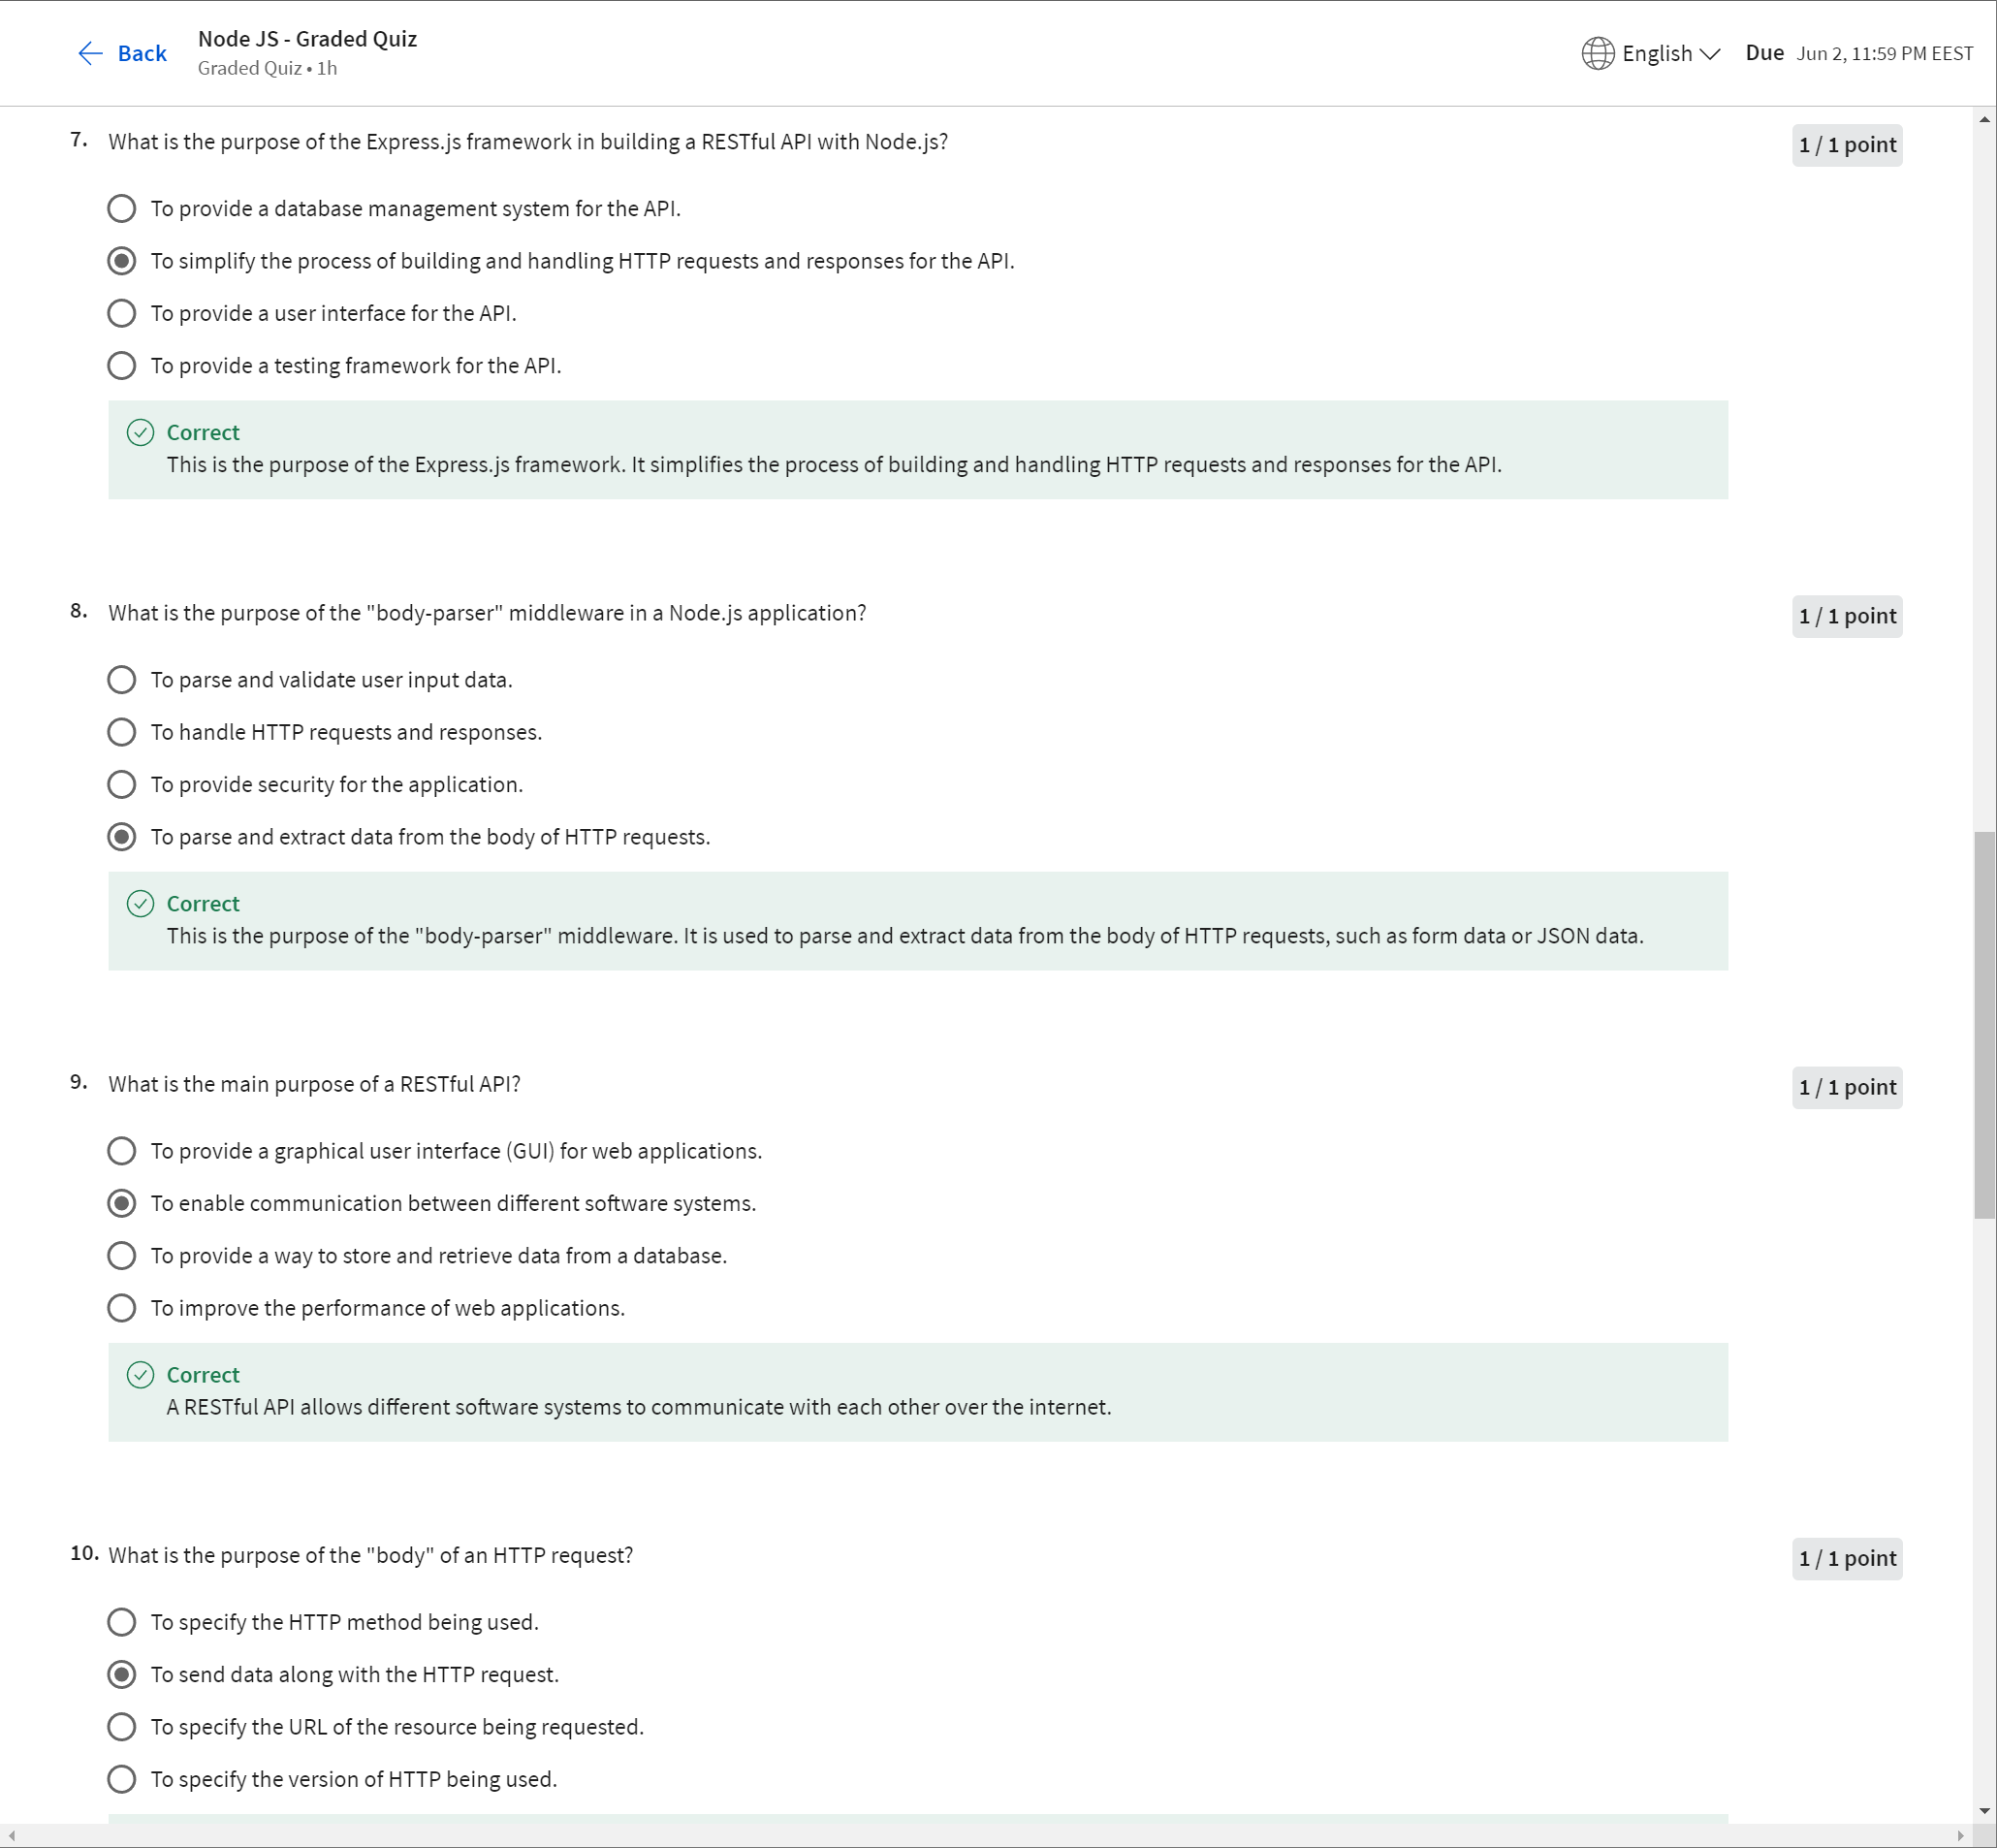 Back
Node JS - Graded Quiz
Graded Quiz • 1h
English
Due Jun 2, 11:59 PM EEST
7. What is the purpose of the Express.js framework in building a RESTful API with Node.js?
1 / 1 point
To provide a database management system for the API.
To simplify the process of building and handling HTTP requests and responses for the API.
To provide a user interface for the API.
To provide a testing framework for the API.
Correct
This is the purpose of the Express.js framework. It simplifies the process of building and handling HTTP requests and responses for the API.
8. What is the purpose of the "body-parser" middleware in a Node.js application?
1 / 1 point
To parse and validate user input data.
To handle HTTP requests and responses.
To provide security for the application.
To parse and extract data from the body of HTTP requests.
Correct
This is the purpose of the "body-parser" middleware. It is used to parse and extract data from the body of HTTP requests, such as form data or JSON data.
9. What is the main purpose of a RESTful API?
1 / 1 point
To provide a graphical user interface (GUI) for web applications.
To enable communication between different software systems.
To provide a way to store and retrieve data from a database.
To improve the performance of web applications.
Correct
A RESTful API allows different software systems to communicate with each other over the internet.
10. What is the purpose of the "body" of an HTTP request?
1 / 1 point
To specify the HTTP method being used.
To send data along with the HTTP request.
To specify the URL of the resource being requested.
To specify the version of HTTP being used.